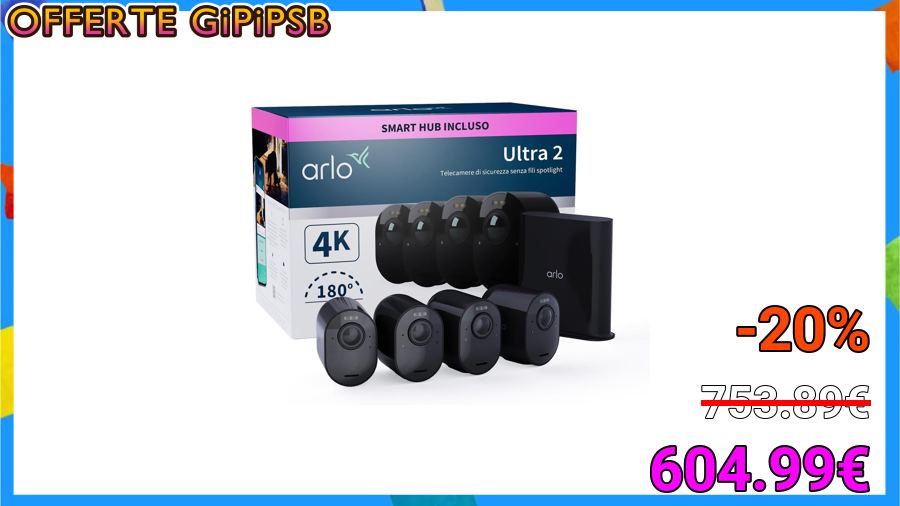 OFFERTE GiPiPSB
SMART HUB INCLUSO
arlo
Ultra 2
Telecamere di sicurezza senza fili spotlight
4K
180°
arlo
-20%
753.89€
604.99€